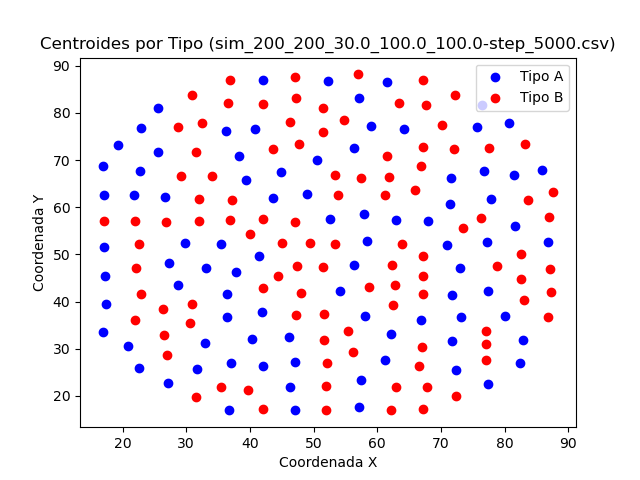 Centroides por Tipo (sim_200_200_30.0_100.0_100.0-step_5000.csv)
Tipo A
Tipo B
Coordenada Y
90
80
70
60
50
40
30
20
20 30 40 50 60 70 80 90
Coordenada X